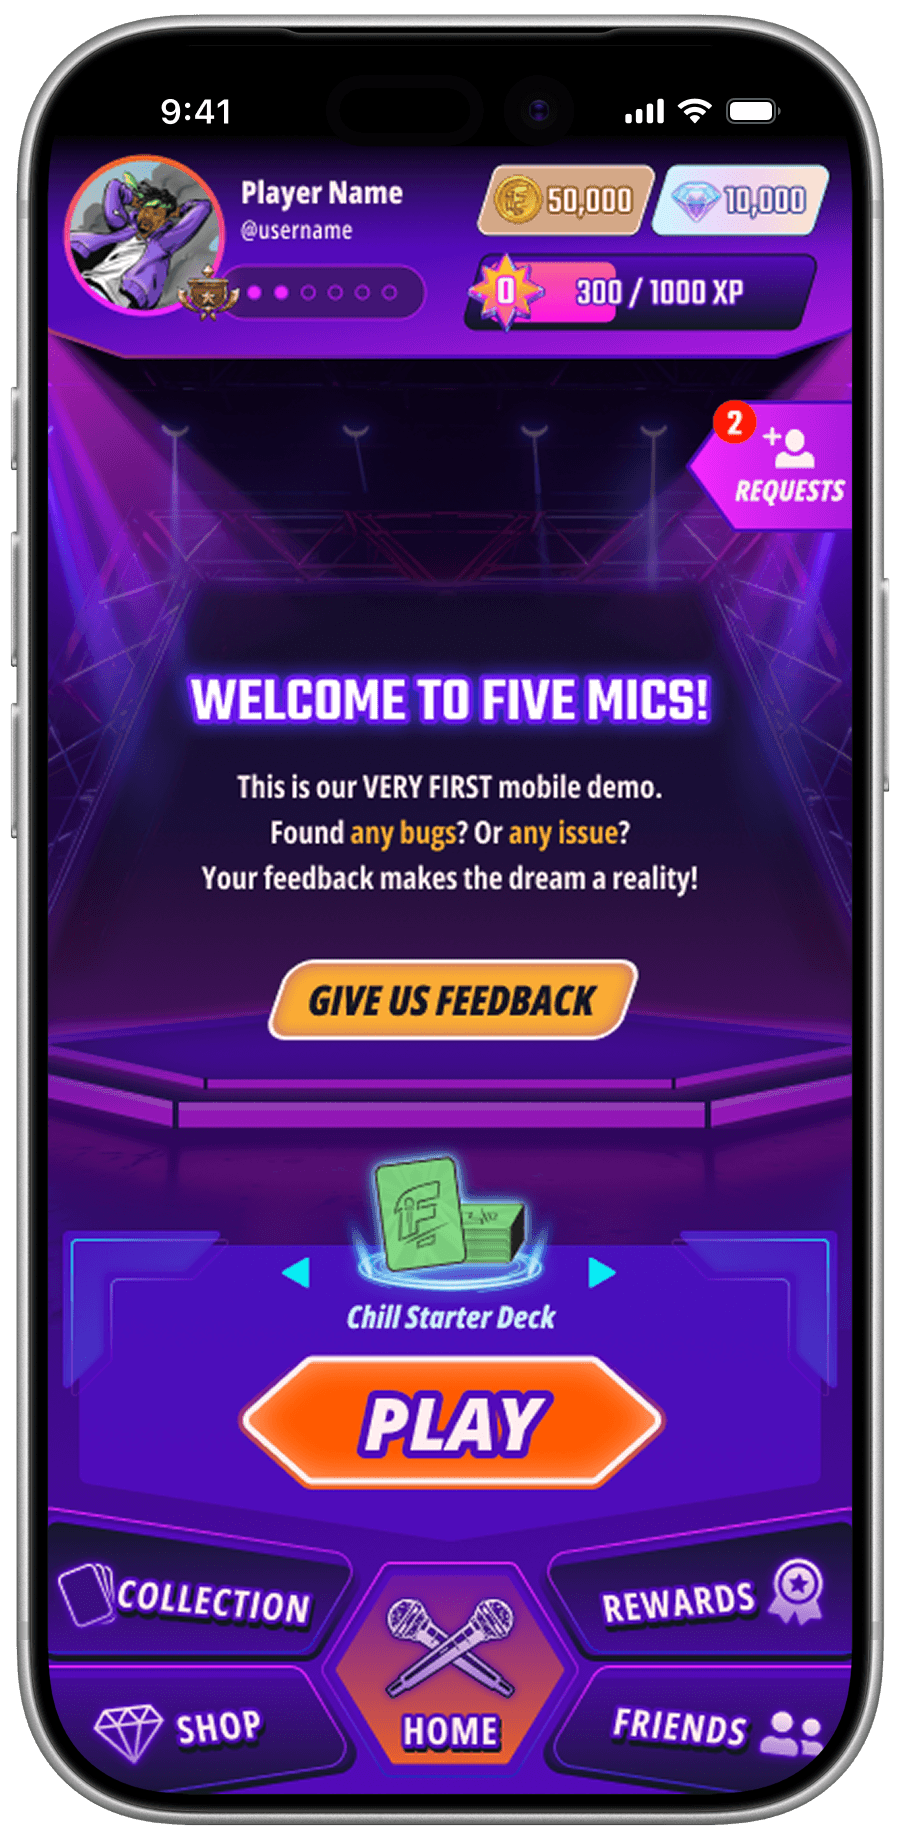 9:41
Player Name
@username
50,000
10,000
0
300 / 1000 XP
2
REQUESTS
WELCOME TO FIVE MICS!
This is our VERY FIRST mobile demo.
Found any bugs? Or any issue?
Your feedback makes the dream a reality!
GIVE US FEEDBACK
Chill Starter Deck
PLAY
COLLECTION
REWARDS
SHOP
HOME
FRIENDS